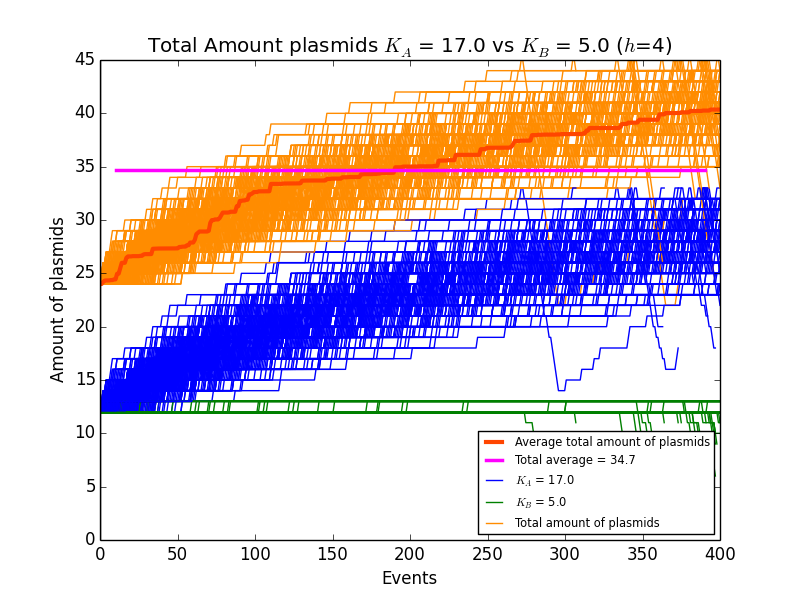 Total Amount plasmids K_A = 17.0 vs K_B = 5.0 (h=4)
45
40
35
30
25
20
15
10
5
0
Amount of plasmids
0 50 100 150 200 250 300 350 400
Events
Average total amount of plasmids
Total average = 34.7
K_A = 17.0
K_B = 5.0
Total amount of plasmids